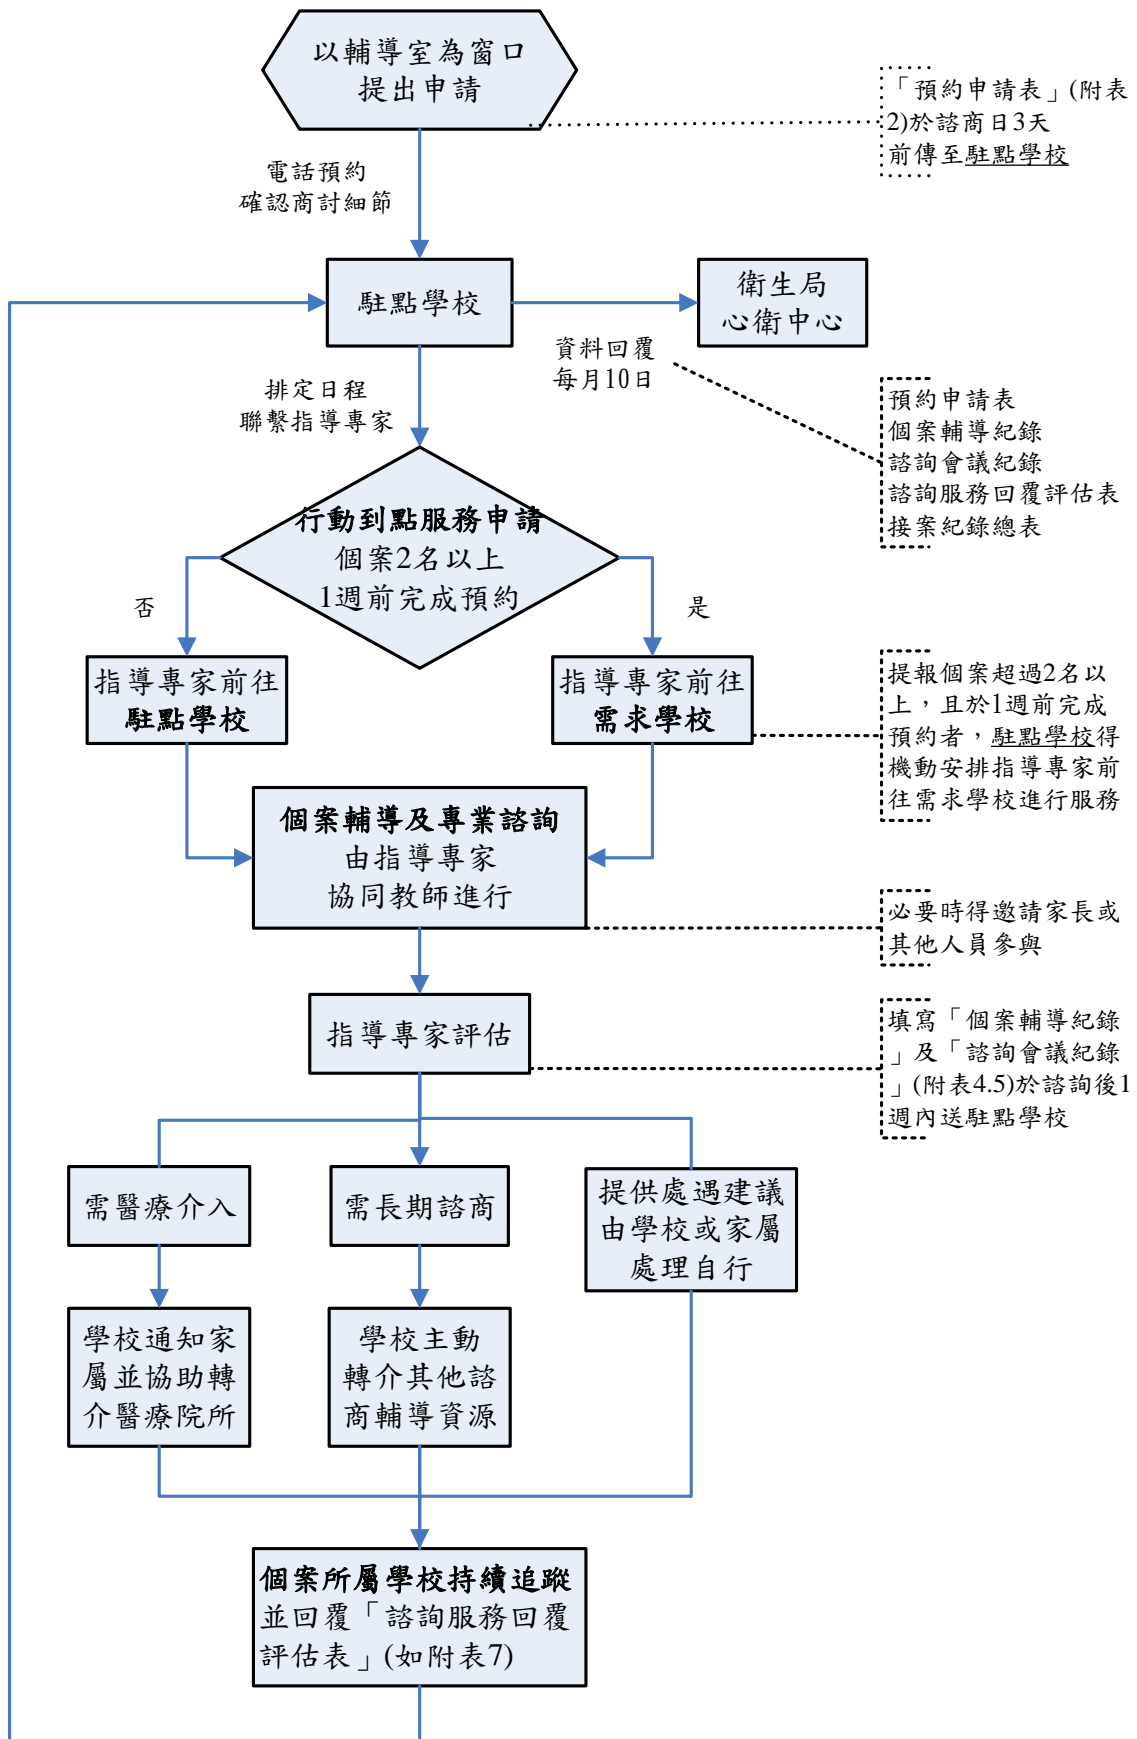 以輔導室為窗口
提出申請
「預約申請表」(附表
2)於諮商日3天
前傳至駐點學校
電話預約
確認商討細節
駐點學校
衛生局
心衛中心
資料回覆
每月10日
排定日程
聯繫指導專家
預約申請表
個案輔導紀錄
諮詢會議紀錄
諮詢服務回覆評估表
接案紀錄總表
行動到點服務申請
個案2名以上
1週前完成預約
否
是
指導專家前往
駐點學校
指導專家前往
需求學校
提報個案超過2名以
上，且於1週前完成
預約者，駐點學校得
機動安排指導專家前
往需求學校進行服務
個案輔導及專業諮詢
由指導專家
協同教師進行
必要時得邀請家長或
其他人員參與
指導專家評估
填寫「個案輔導紀錄
」及「諮詢會議紀錄
」(附表4.5)於諮詢後1
週內送駐點學校
需醫療介入
需長期諮商
提供處遇建議
由學校或家屬
處理自行
學校通知家
屬並協助轉
介醫療院所
學校主動
轉介其他諮
商輔導資源
個案所屬學校持續追蹤
並回覆「諮詢服務回覆
評估表」(如附表7)